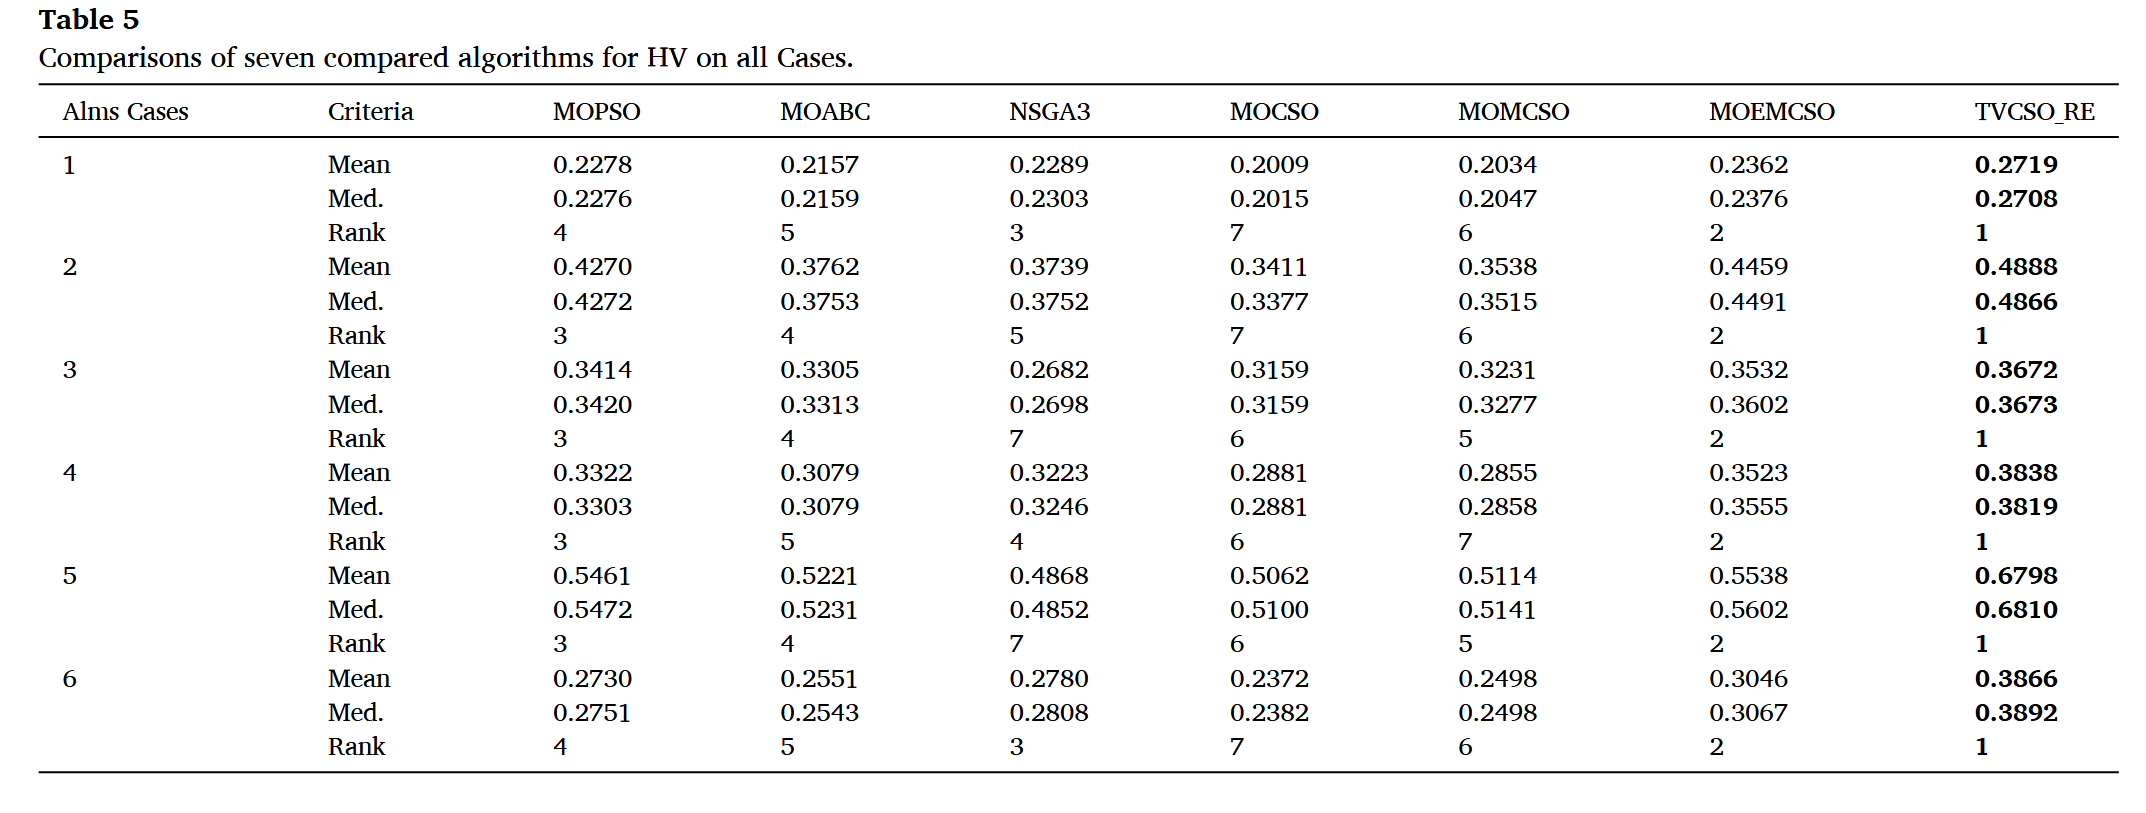 Table 5
Comparisons of seven compared algorithms for HV on all Cases.
Alms Cases Criteria MOPSO MOABC NSGA3 MOCSO MOMCSO MOEMCSO TVCSO_RE
1 Mean 0.2278 0.2157 0.2289 0.2009 0.2034 0.2362 0.2719
Med. 0.2276 0.2159 0.2303 0.2015 0.2047 0.2376 0.2708
Rank 4 5 3 7 6 2 1
2 Mean 0.4270 0.3762 0.3739 0.3411 0.3538 0.4459 0.4888
Med. 0.4272 0.3753 0.3752 0.3377 0.3515 0.4491 0.4866
Rank 3 4 5 7 6 2 1
3 Mean 0.3414 0.3305 0.2682 0.3159 0.3231 0.3532 0.3672
Med. 0.3420 0.3313 0.2698 0.3159 0.3277 0.3602 0.3673
Rank 3 4 7 6 5 2 1
4 Mean 0.3322 0.3079 0.3223 0.2881 0.2855 0.3523 0.3838
Med. 0.3303 0.3079 0.3246 0.2881 0.2858 0.3555 0.3819
Rank 3 5 4 6 7 2 1
5 Mean 0.5461 0.5221 0.4868 0.5062 0.5114 0.5538 0.6798
Med. 0.5472 0.5231 0.4852 0.5100 0.5141 0.5602 0.6810
Rank 3 4 7 6 5 2 1
6 Mean 0.2730 0.2551 0.2780 0.2372 0.2498 0.3046 0.3866
Med. 0.2751 0.2543 0.2808 0.2382 0.2498 0.3067 0.3892
Rank 4 5 3 7 6 2 1